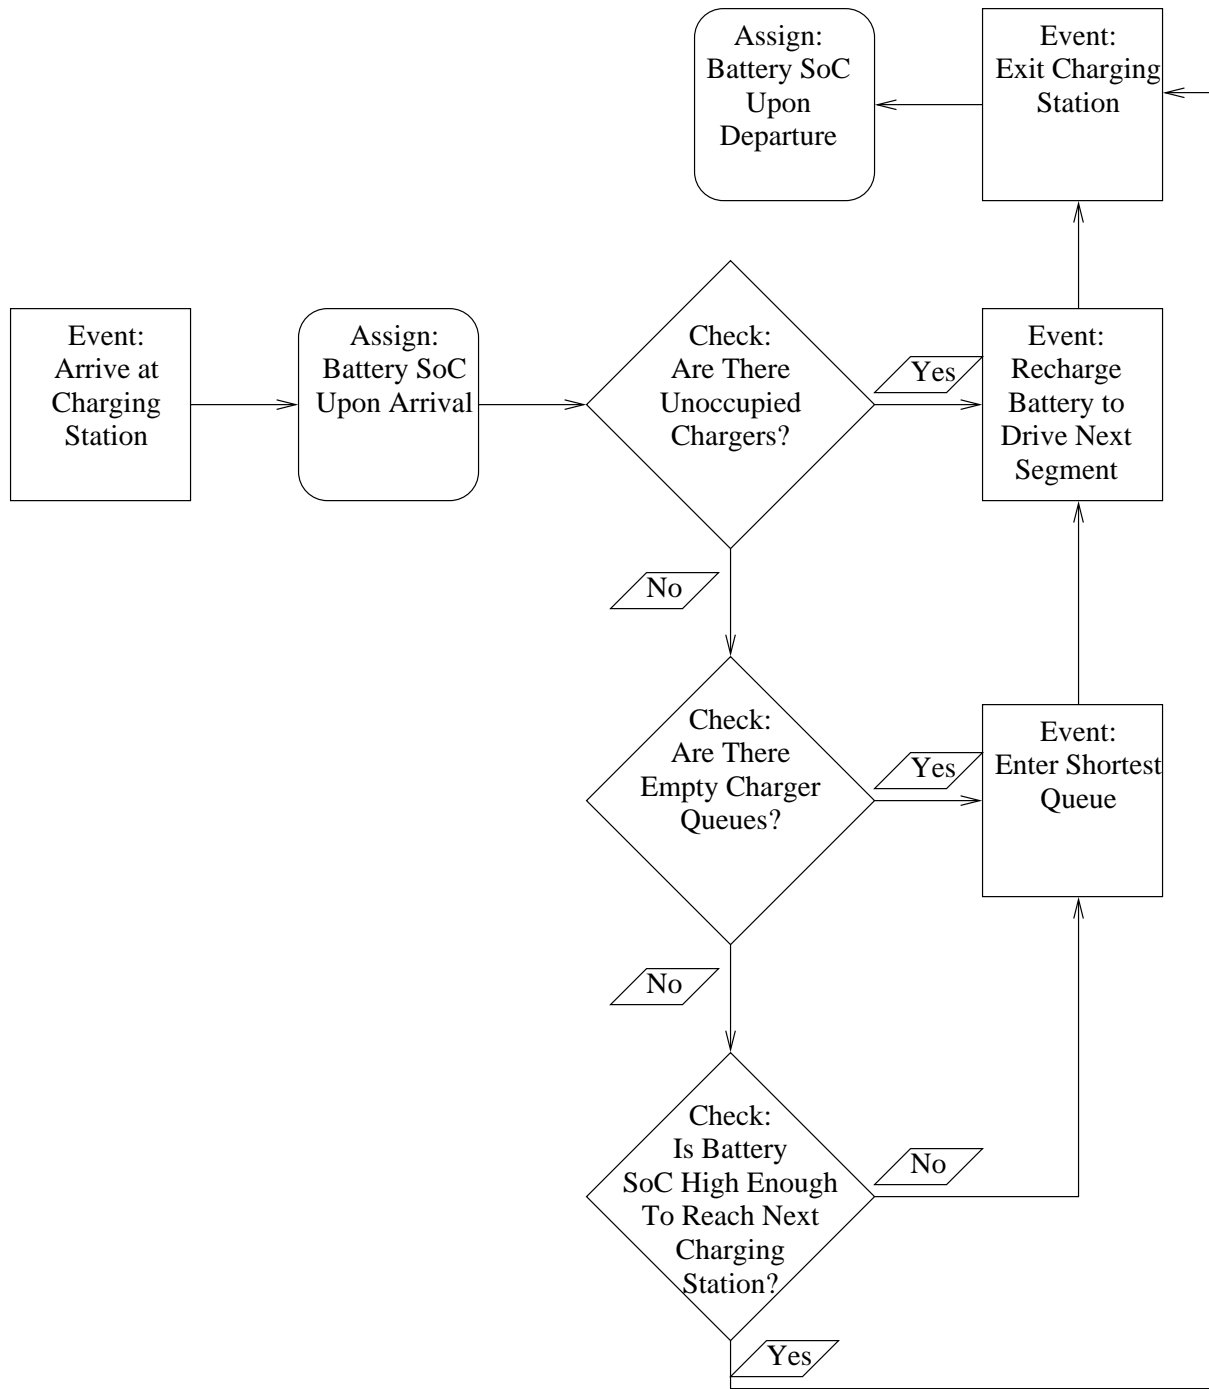 Assign:
Battery SoC
Upon
Departure
Event:
Exit Charging
Station
Event:
Arrive at
Charging
Station
Assign:
Battery SoC
Upon Arrival
Check:
Are There
Unoccupied
Chargers?
Yes
Event:
Recharge
Battery to
Drive Next
Segment
No
Check:
Are There
Empty Charger
Queues?
Yes
Event:
Enter Shortest
Queue
No
Check:
Is Battery
SoC High Enough
To Reach Next
Charging
Station?
No
Yes